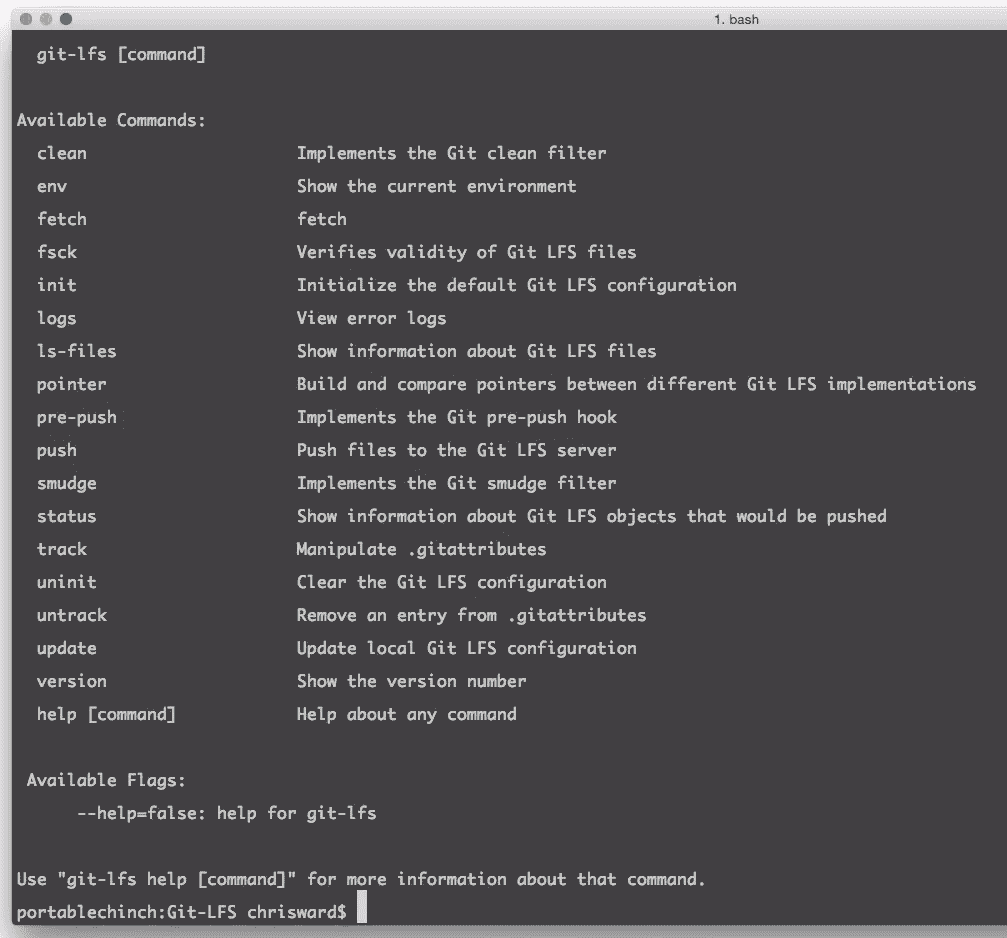 1. bash
git-lfs [command]
Available Commands:
clean Implements the Git clean filter
env Show the current environment
fetch fetch
fsck Verifies validity of Git LFS files
init Initialize the default Git LFS configuration
logs View error logs
ls-files Show information about Git LFS files
pointer Build and compare pointers between different Git LFS implementations
pre-push Implements the Git pre-push hook
push Push files to the Git LFS server
smudge Implements the Git smudge filter
status Show information about Git LFS objects that would be pushed
track Manipulate .gitattributes
uninit Clear the Git LFS configuration
untrack Remove an entry from .gitattributes
update Update local Git LFS configuration
version Show the version number
help [command] Help about any command
Available Flags:
--help=false: help for git-lfs
Use "git-lfs help [command]" for more information about that command.
portablechinch:Git-LFS chrisward$